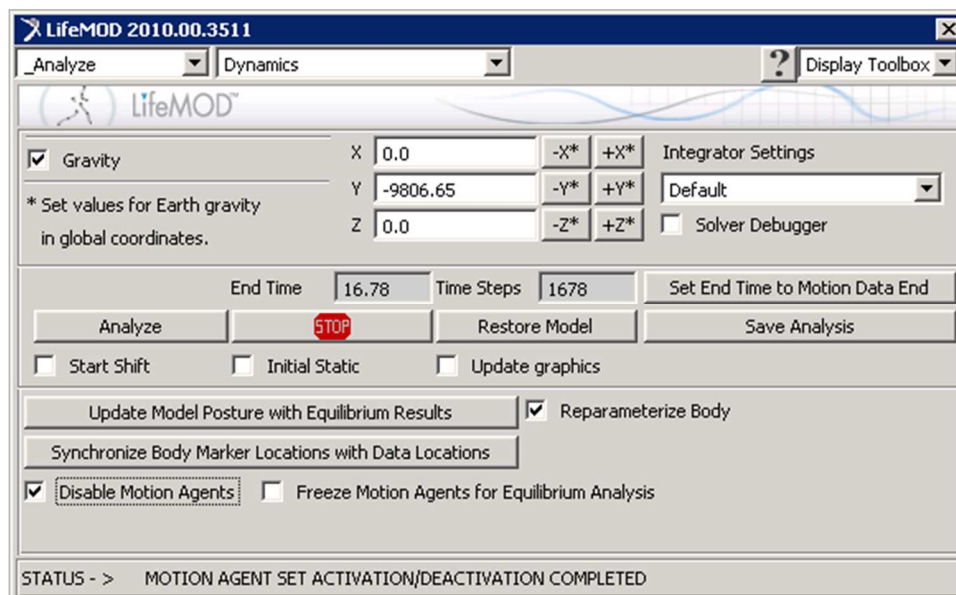 LifeMOD 2010.00.3511
_Analyze Dynamics ? Display Toolbox
LifeMOD™
Gravity X 0.0 -X* +X* Integrator Settings
Y -9806.65 -Y* +Y* Default
* Set values for Earth gravity
in global coordinates. Z 0.0 -Z* +Z* Solver Debugger
End Time 16.78 Time Steps 1678 Set End Time to Motion Data End
Analyze STOP Restore Model Save Analysis
Start Shift Initial Static Update graphics
Update Model Posture with Equilibrium Results Reparameterize Body
Synchronize Body Marker Locations with Data Locations
Disable Motion Agents Freeze Motion Agents for Equilibrium Analysis
STATUS - > MOTION AGENT SET ACTIVATION/DEACTIVATION COMPLETED